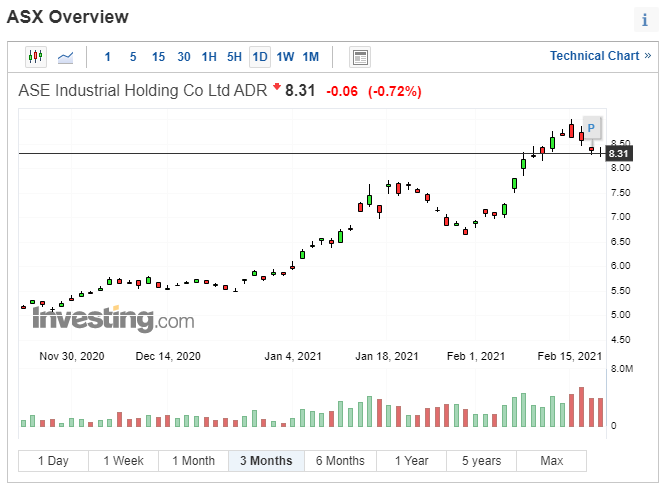 ASX Overview
i
1 5 15 30 1H 5H 1D 1W 1M
Technical Chart »
ASE Industrial Holding Co Ltd ADR 8.31 -0.06 (-0.72%)
P
8.50
8.31
8.00
7.50
7.00
6.50
6.00
5.50
5.00
4.50
Investing.com
Nov 30, 2020 Dec 14, 2020 Jan 4, 2021 Jan 18, 2021 Feb 1, 2021 Feb 15, 2021
8.0M
0
1 Day 1 Week 1 Month 3 Months 6 Months 1 Year 5 years Max